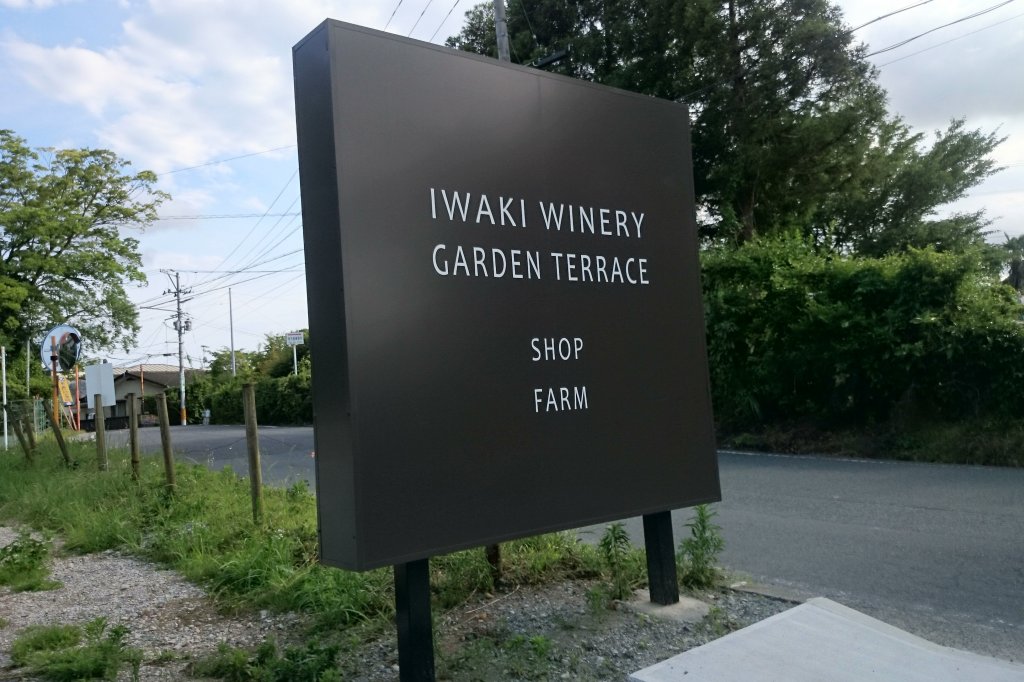 IWAKI WINERY
GARDEN TERRACE
SHOP
FARM